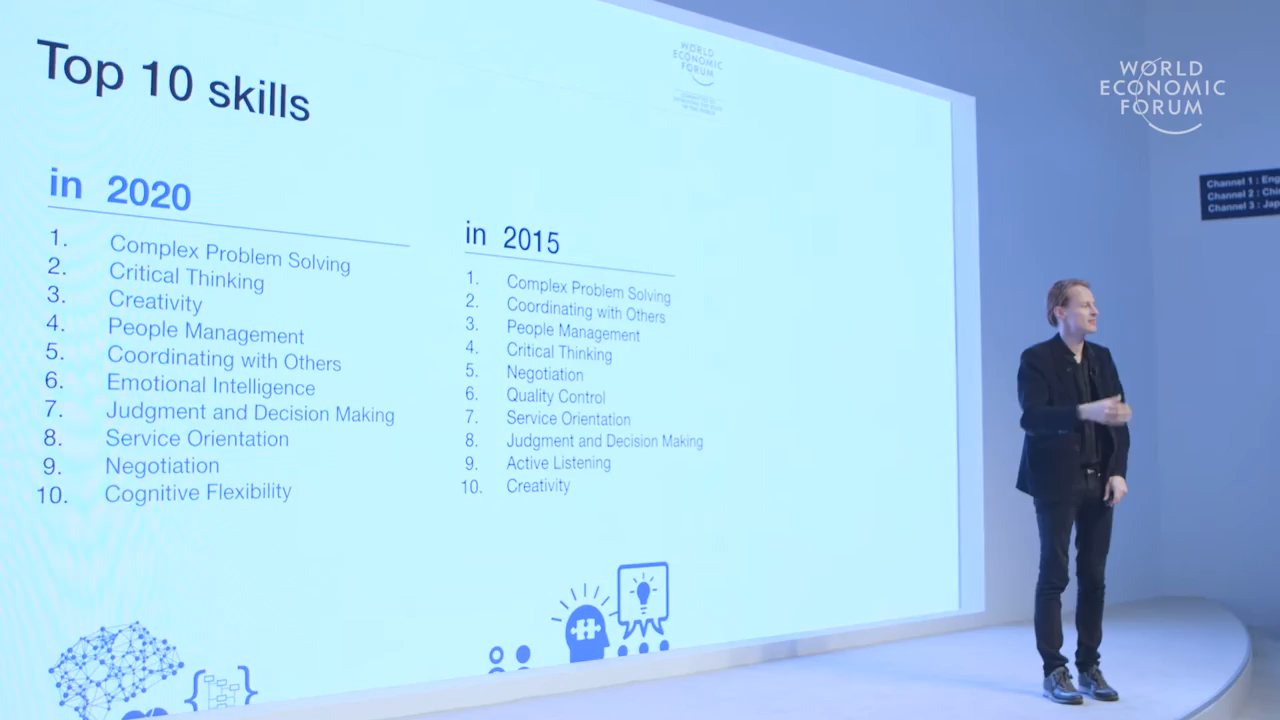 Top 10 skills
in 2020
1. Complex Problem Solving
2. Critical Thinking
3. Creativity
4. People Management
5. Coordinating with Others
6. Emotional Intelligence
7. Judgment and Decision Making
8. Service Orientation
9. Negotiation
10. Cognitive Flexibility
in 2015
1. Complex Problem Solving
2. Coordinating with Others
3. People Management
4. Critical Thinking
5. Negotiation
6. Quality Control
7. Service Orientation
8. Judgment and Decision Making
9. Active Listening
10. Creativity
WORLD
ECONOMIC
FORUM
WORLD
ECONOMIC
FORUM
Channel 1 : Eng
Channel 2 : Chi
Channel 3 : Jap